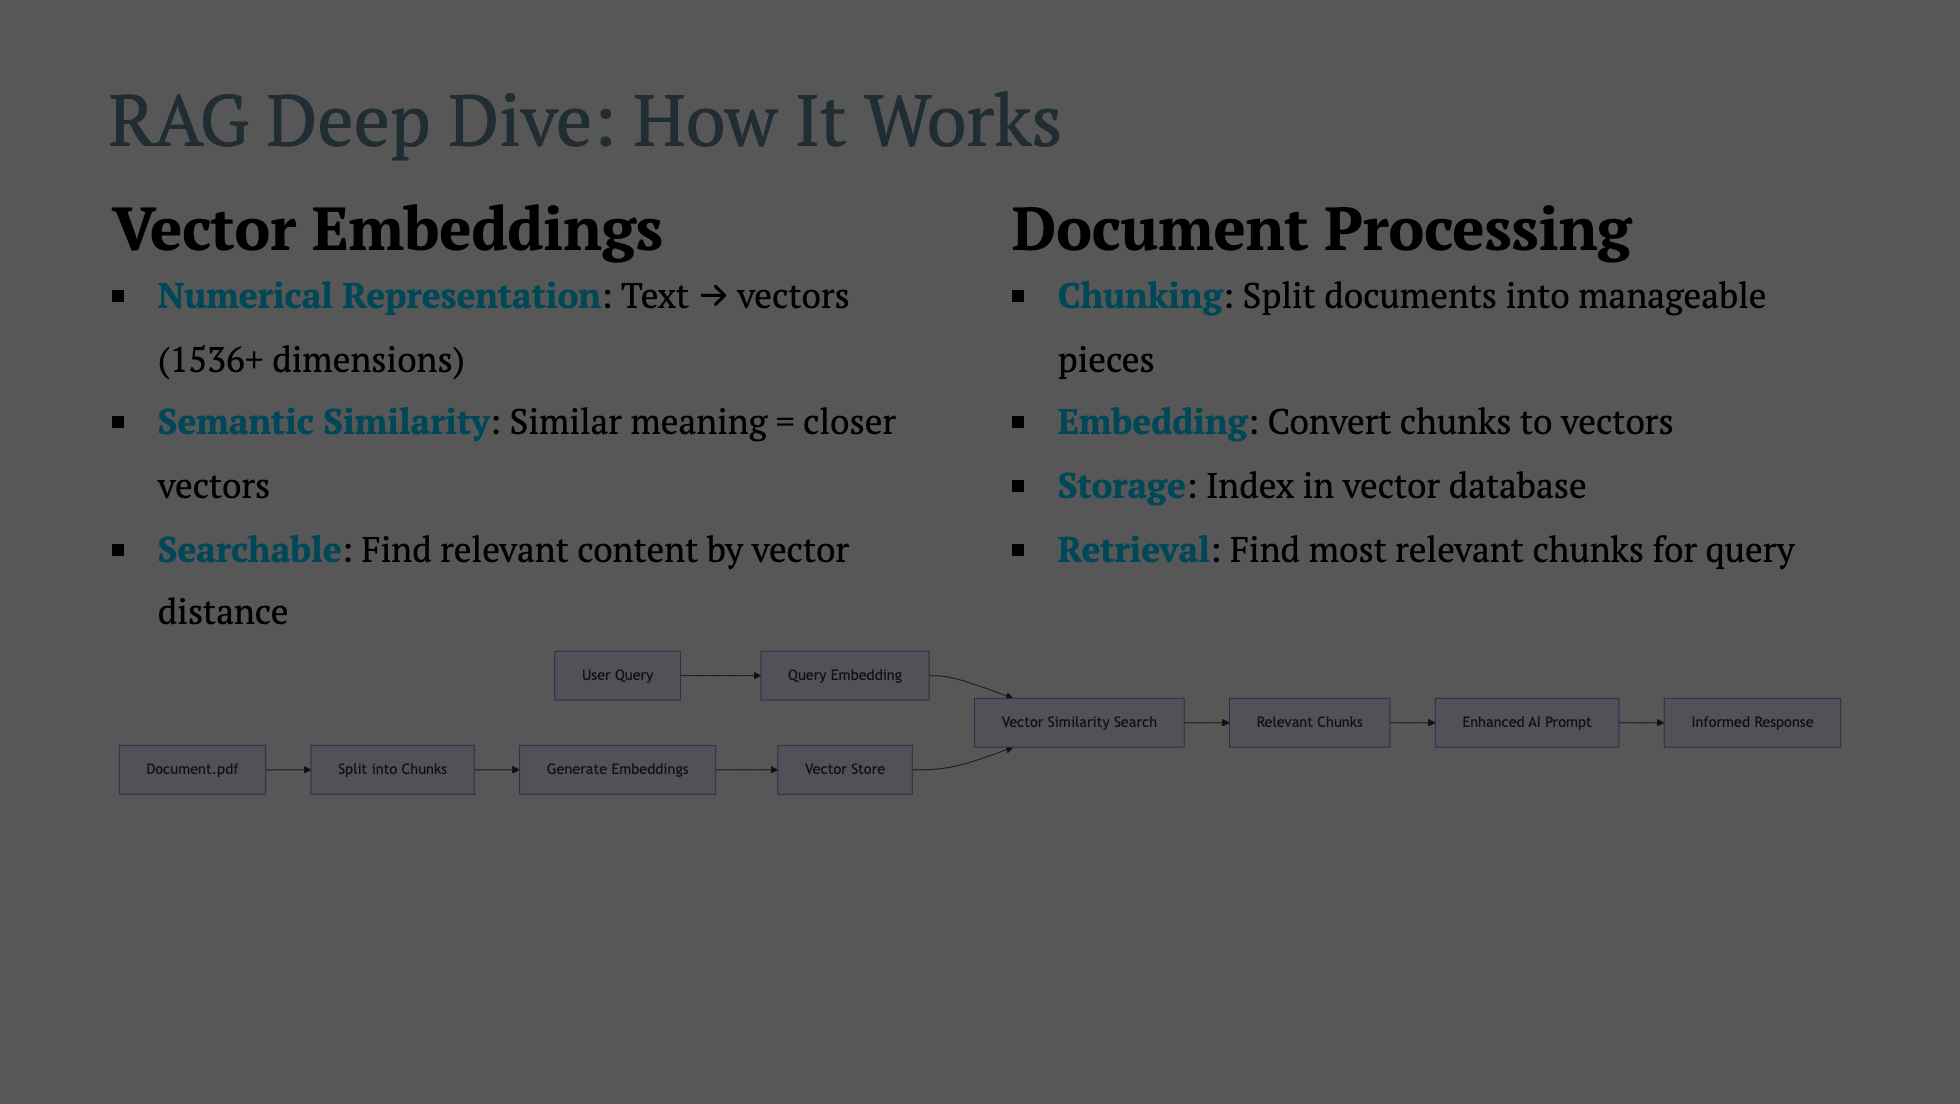 RAG Deep Dive: How It Works
Vector Embeddings
▪ Numerical Representation: Text → vectors
(1536+ dimensions)
▪ Semantic Similarity: Similar meaning = closer
vectors
▪ Searchable: Find relevant content by vector
distance
Document Processing
▪ Chunking: Split documents into manageable
pieces
▪ Embedding: Convert chunks to vectors
▪ Storage: Index in vector database
▪ Retrieval: Find most relevant chunks for query
User Query
Query Embedding
Document.pdf
Split into Chunks
Generate Embeddings
Vector Store
Vector Similarity Search
Relevant Chunks
Enhanced AI Prompt
Informed Response